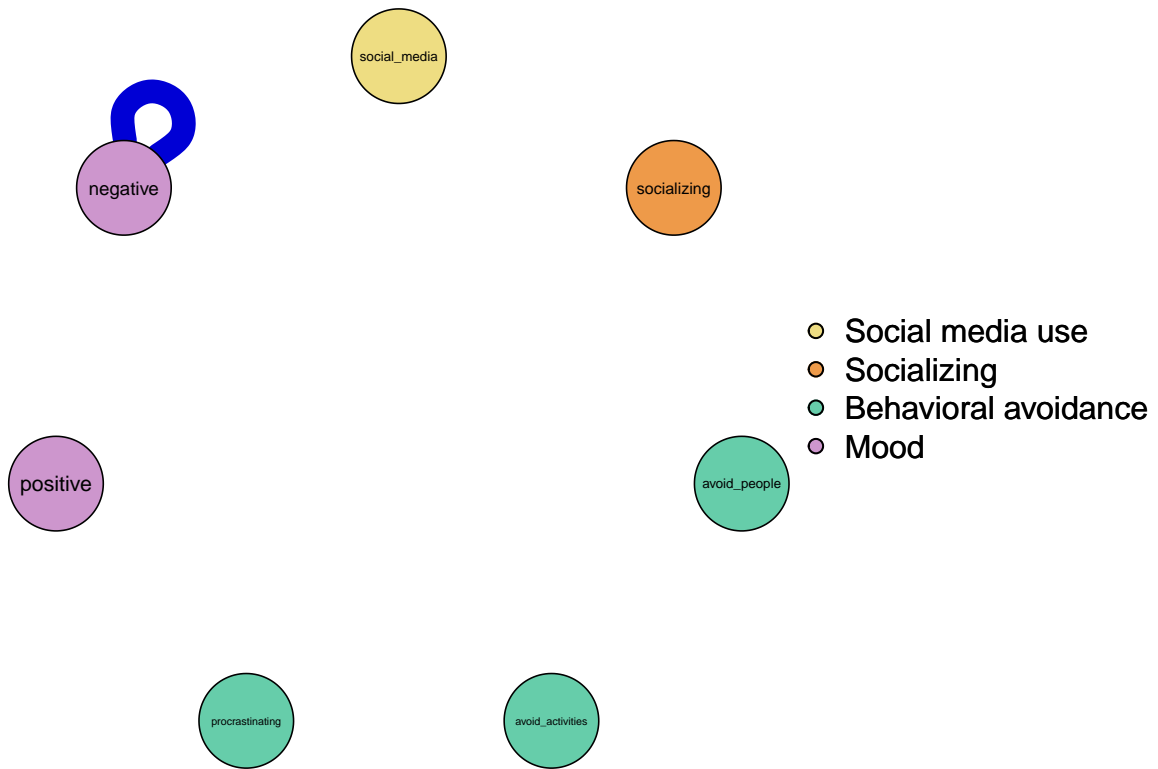 social_media
negative
socializing
Social media use
Socializing
Behavioral avoidance
Mood
positive
avoid_people
procrastinating
avoid_activities